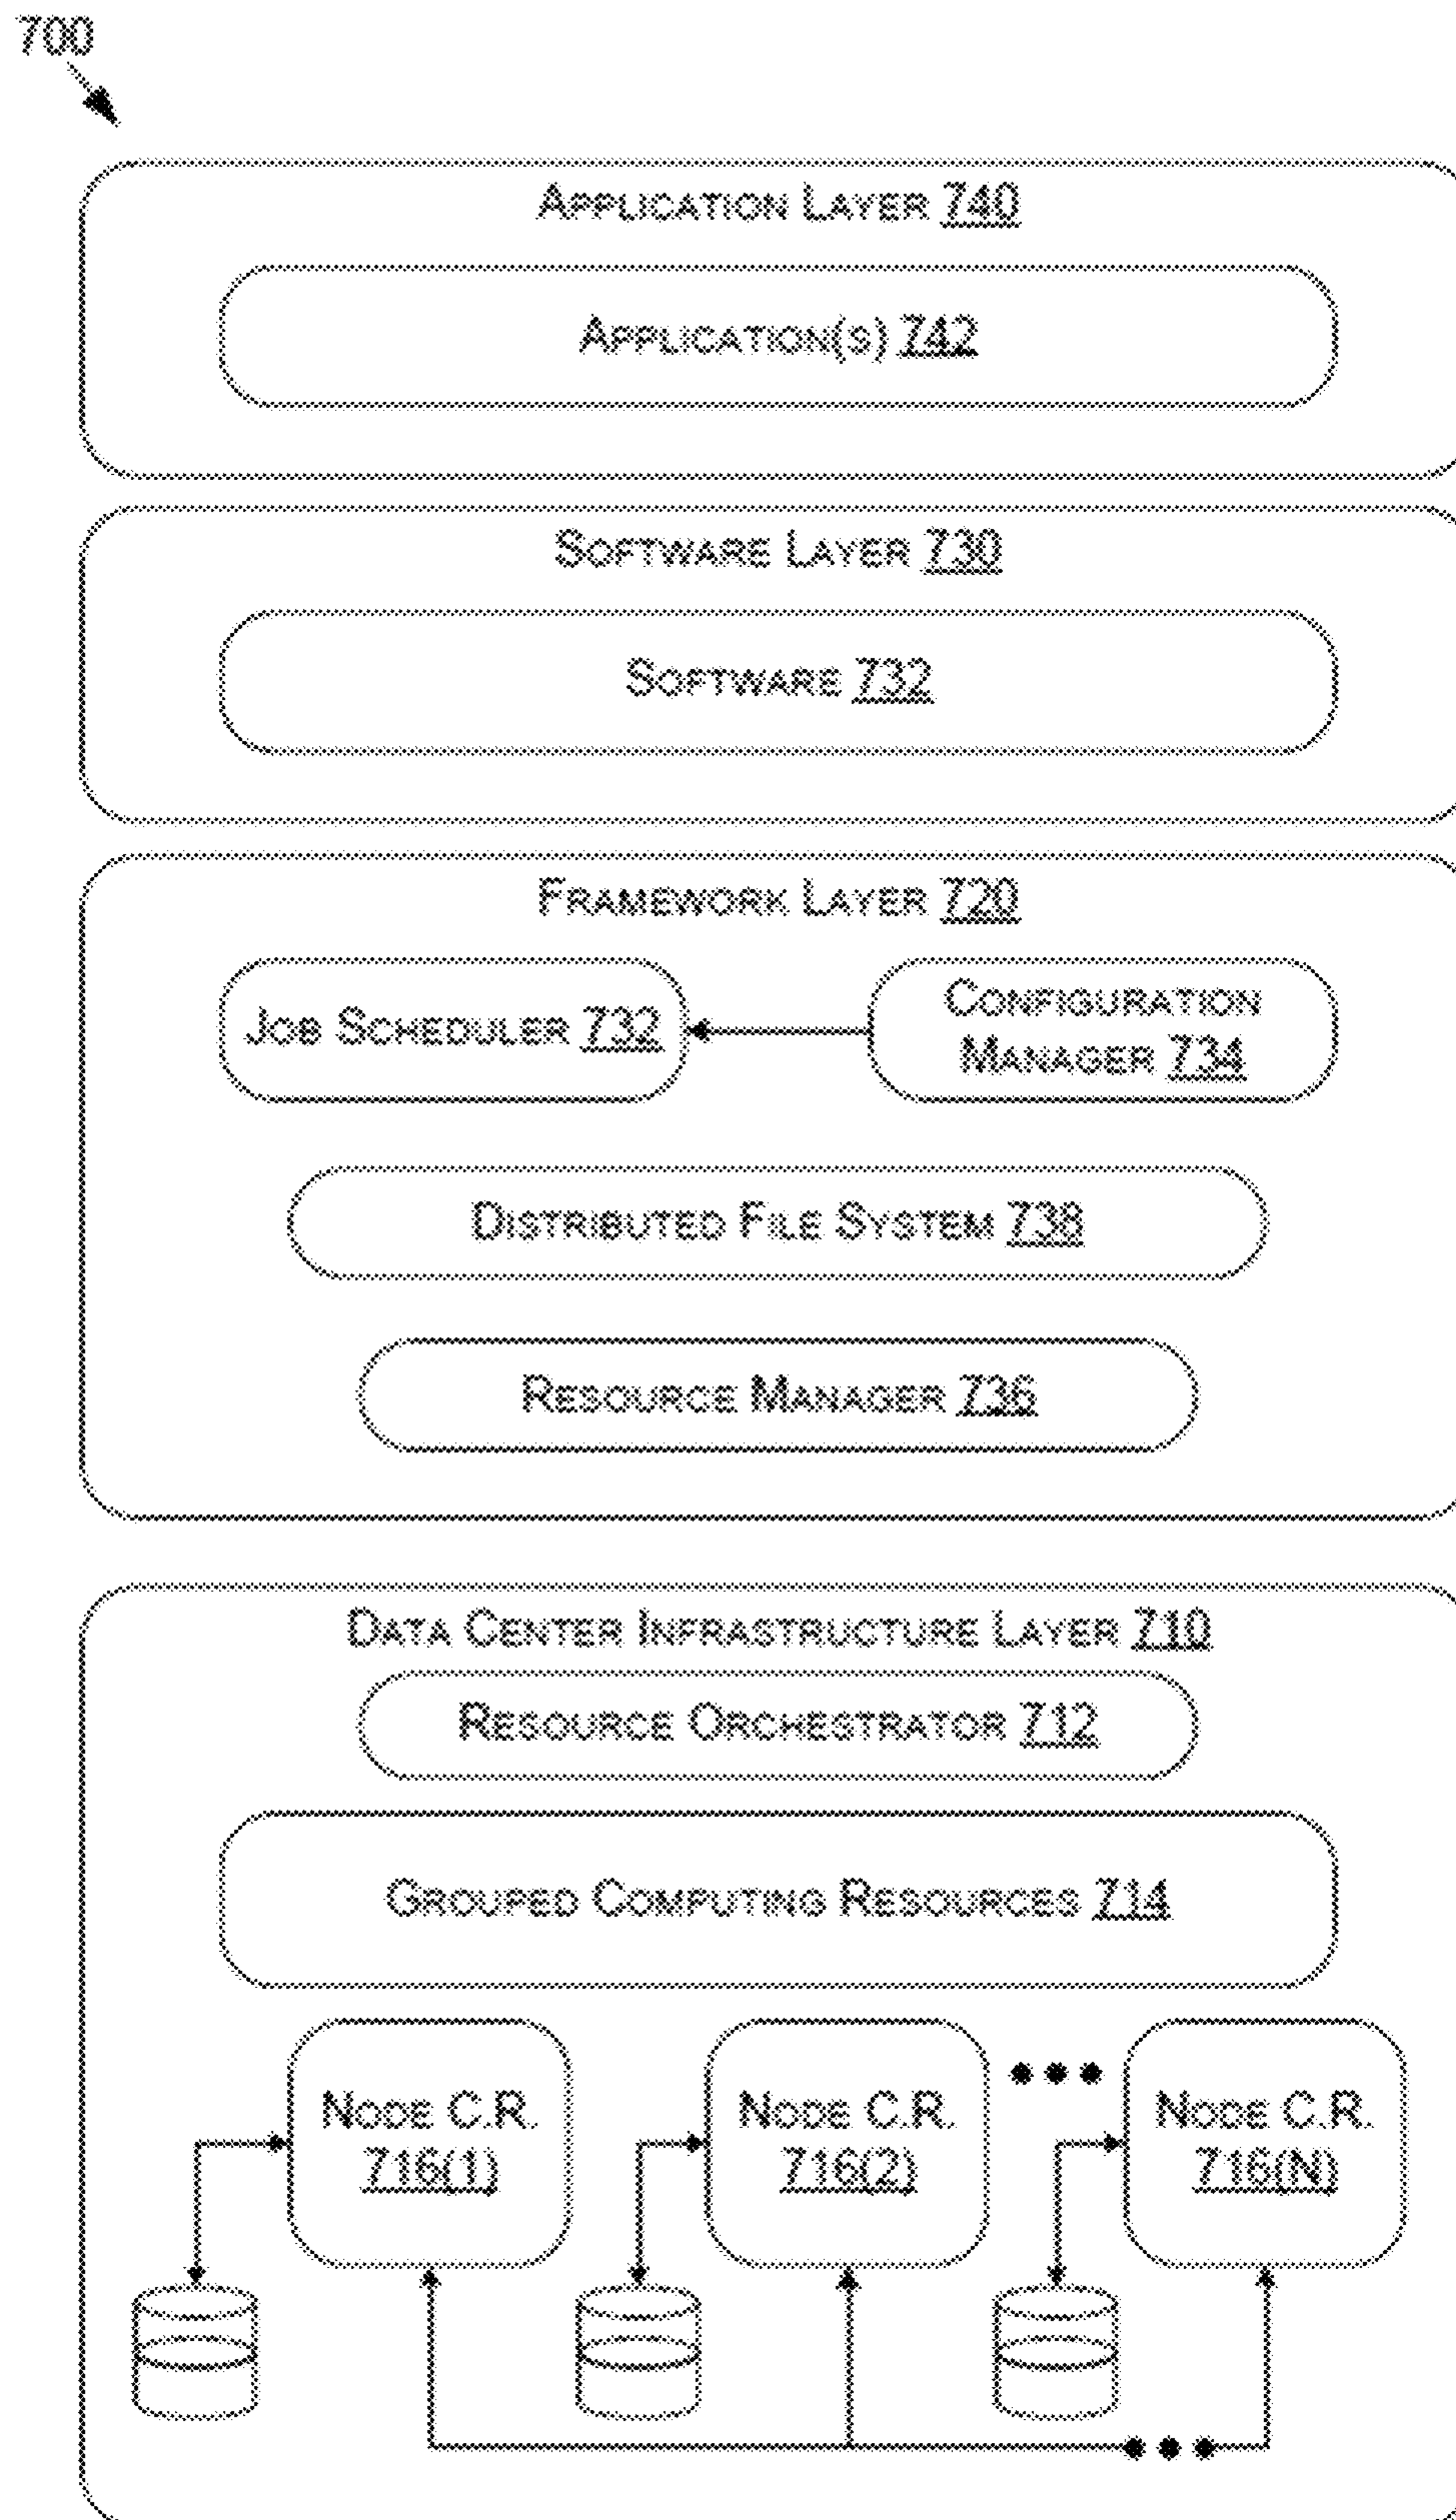 700
APPLICATION LAYER 740
APPLICATION(S) 742
SOFTWARE LAYER 730
SOFTWARE 732
FRAMEWORK LAYER 720
JOB SCHEDULER 732
CONFIGURATION
MANAGER 734
DISTRIBUTED FILE SYSTEM 738
RESOURCE MANAGER 736
DATA CENTER INFRASTRUCTURE LAYER 710
RESOURCE ORCHESTRATOR 712
GROUPED COMPUTING RESOURCES 714
NODE C.R.
716(1)
NODE C.R.
716(2)
NODE C.R.
716(N)